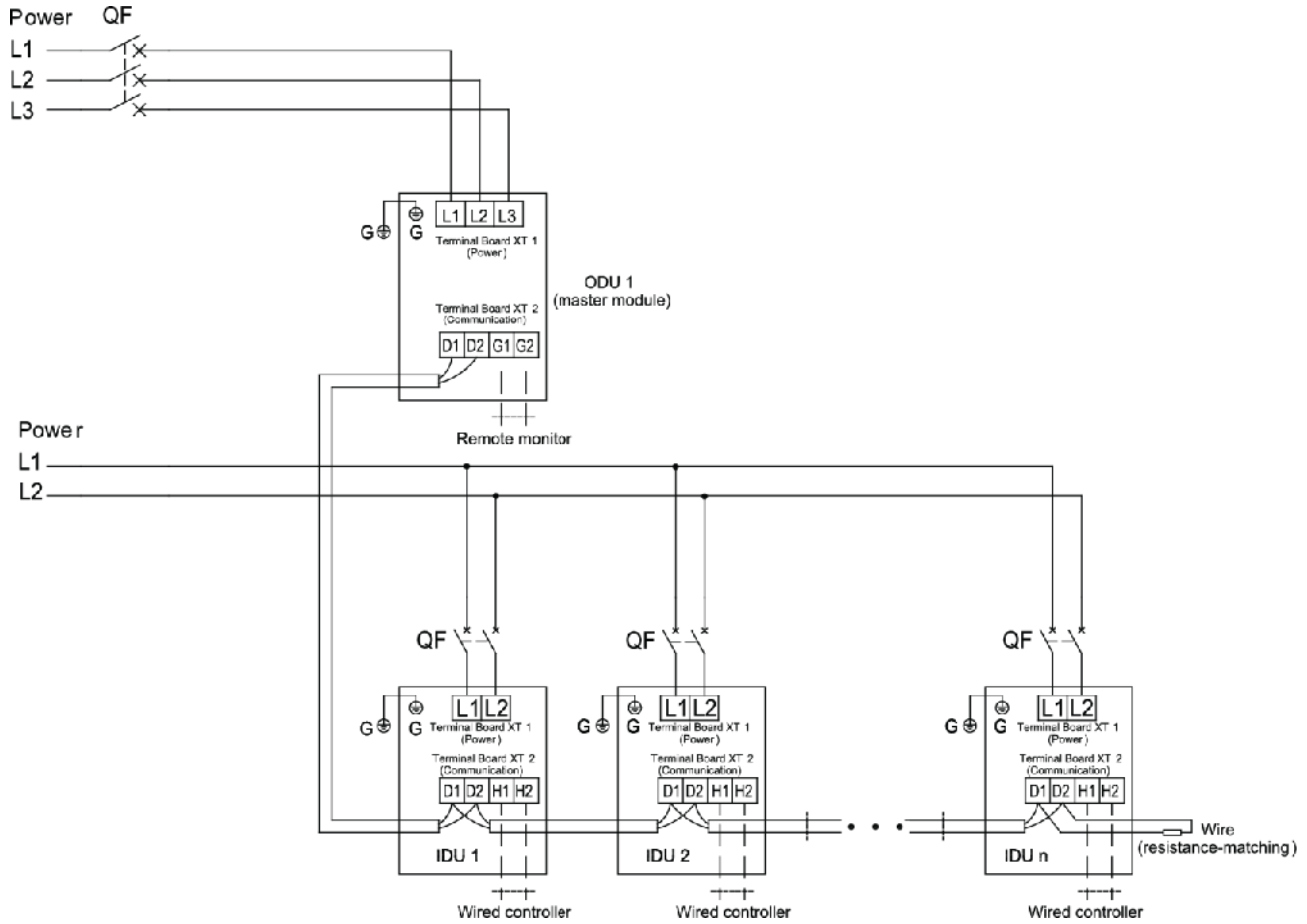 Power QF
L1
L2
L3
L1 L2 L3
G G
Terminal Board XT 1
(Power)
ODU 1
(master module)
Terminal Board XT 2
(Communication)
D1 D2 G1 G2
Remote monitor
Power
L1
L2
QF QF QF
L1 L2 L1 L2 L1 L2
G G G G G G
Terminal Board XT 1 Terminal Board XT 1 Terminal Board XT 1
(Power) (Power) (Power)
Terminal Board XT 2 Terminal Board XT 2 Terminal Board XT 2
(Communication) (Communication) (Communication)
D1 D2 H1 H2 D1 D2 H1 H2 D1 D2 H1 H2
Wire
(resistance-matching)
IDU 1 IDU 2 IDU n
Wired controller Wired controller Wired controller